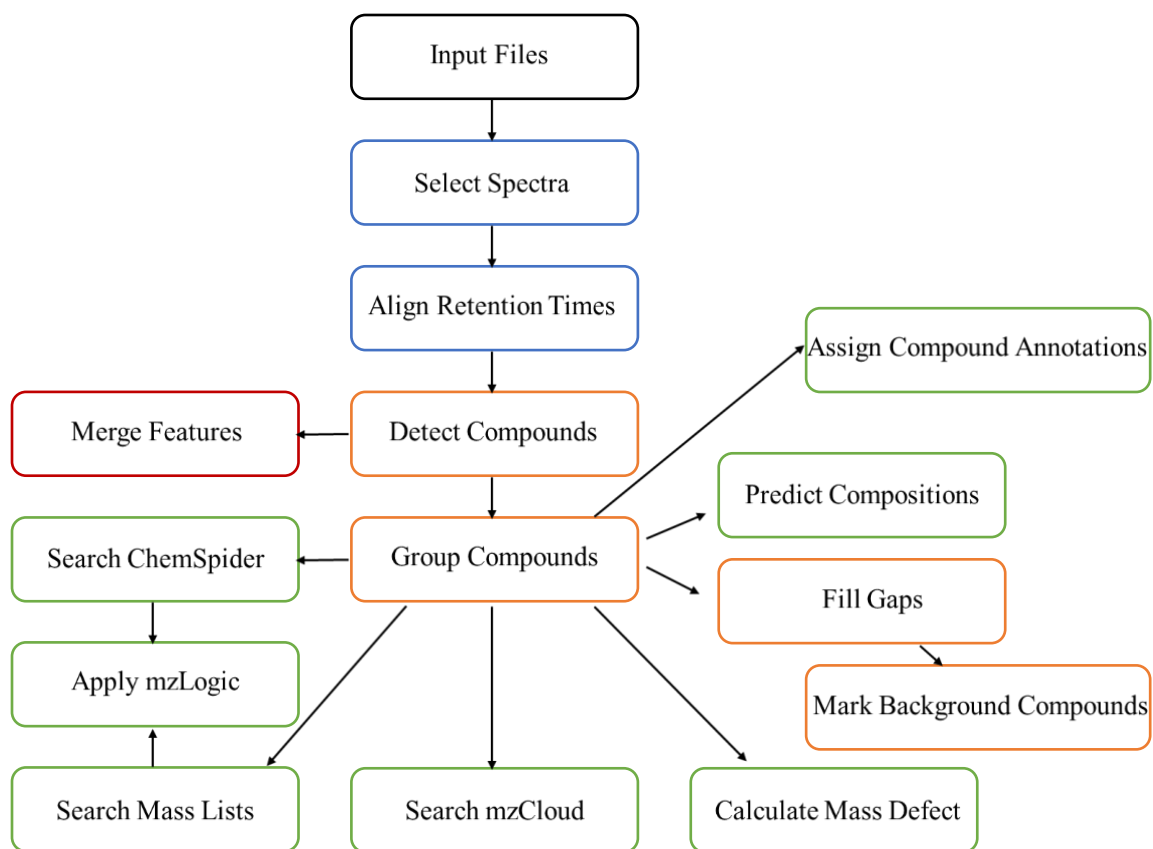 Input Files
Select Spectra
Align Retention Times
Assign Compound Annotations
Merge Features
Detect Compounds
Predict Compositions
Search ChemSpider
Group Compounds
Fill Gaps
Apply mzLogic
Mark Background Compounds
Search Mass Lists
Search mzCloud
Calculate Mass Defect